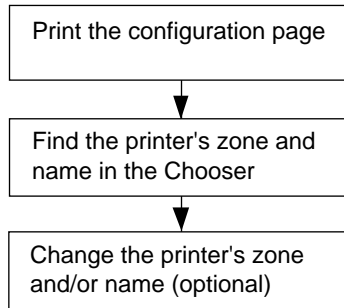 Print the configuration page
Find the printer's zone and
name in the Chooser
Change the printer's zone
and/or name (optional)